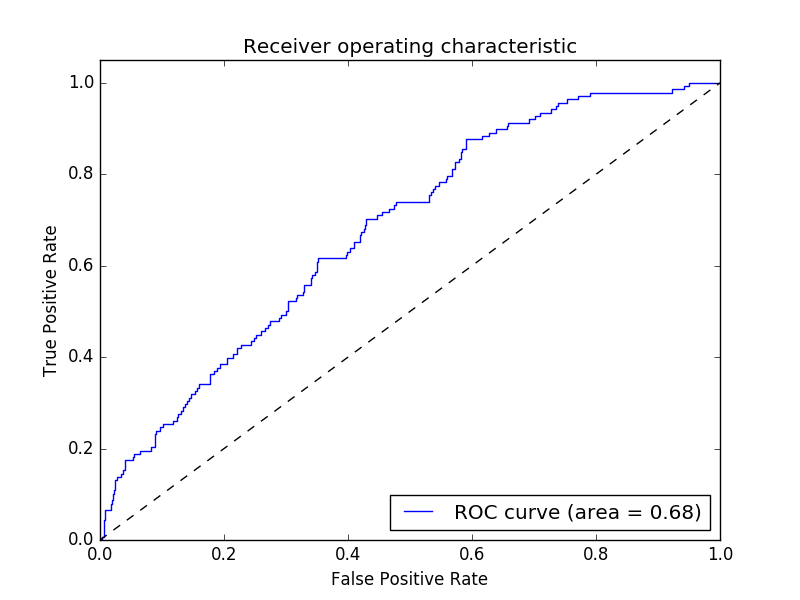 Receiver operating characteristic
True Positive Rate
1.0
0.8
0.6
0.4
0.2
0.0
ROC curve (area = 0.68)
0.0 0.2 0.4 0.6 0.8 1.0
False Positive Rate